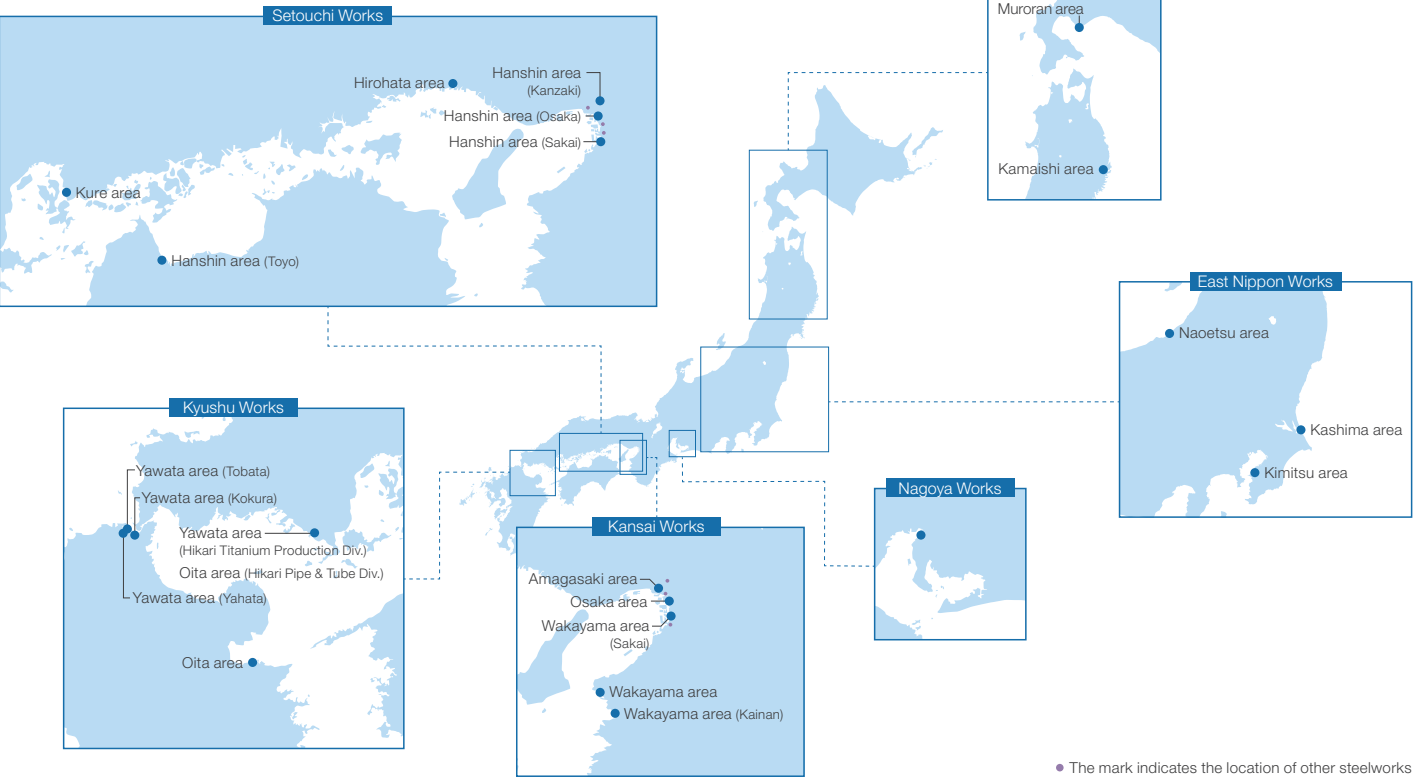 Setouchi Works
Hirohata area
Hanshin area
(Kanzaki)
Hanshin area (Osaka)
Hanshin area (Sakai)
Kure area
Hanshin area (Toyo)
Muroran area
Kamaishi area
East Nippon Works
Naoetsu area
Kashima area
Kimitsu area
Kyushu Works
Yawata area (Tobata)
Yawata area (Kokura)
Yawata area
(Hikari Titanium Production Div.)
Oita area (Hikari Pipe & Tube Div.)
Yawata area (Yahata)
Oita area
Kansai Works
Amagasaki area
Osaka area
Wakayama area
(Sakai)
Wakayama area
Wakayama area (Kainan)
Nagoya Works
The mark indicates the location of other steelworks